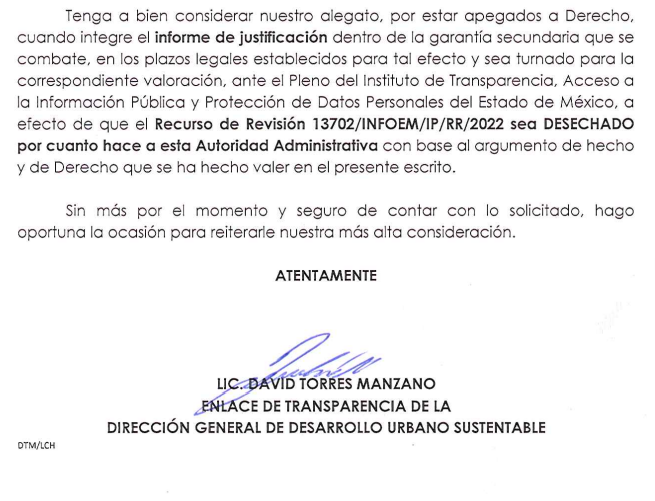 Tenga a bien considerar nuestro alegato, por estar apegados a Derecho,
cuando integre el informe de justificación dentro de la garantía secundaria que se
combate, en los plazos legales establecidos para tal efecto y sea turnado para la
correspondiente valoración, ante el Pleno del Instituto de Transparencia, Acceso a
la Información Pública y Protección de Datos Personales del Estado de México, a
efecto de que el Recurso de Revisión 13702/INFOEM/IP/RR/2022 sea DESECHADO
por cuanto hace a esta Autoridad Administrativa con base al argumento de hecho
y de Derecho que se ha hecho valer en el presente escrito.
Sin más por el momento y seguro de contar con lo solicitado, hago
oportuna la ocasión para reiterarle nuestra más alta consideración.
ATENTAMENTE
LIC. DAVID TORRES MANZANO
ENLACE DE TRANSPARENCIA DE LA
DIRECCIÓN GENERAL DE DESARROLLO URBANO SUSTENTABLE
DTM/LCH